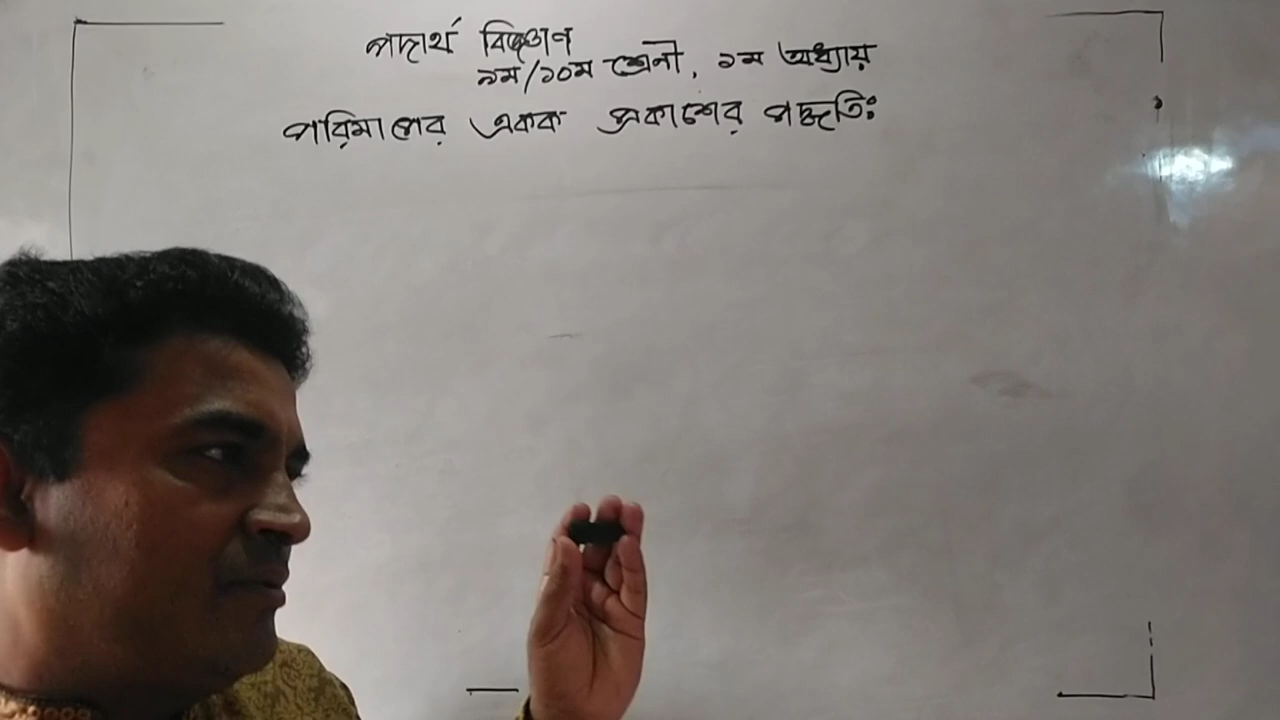 পদার্থ বিজ্ঞান
৯ম/১০ম শ্রেনী, ১ম অধ্যায়
পরিমাপের একক প্রকাশের পদ্ধতিঃ